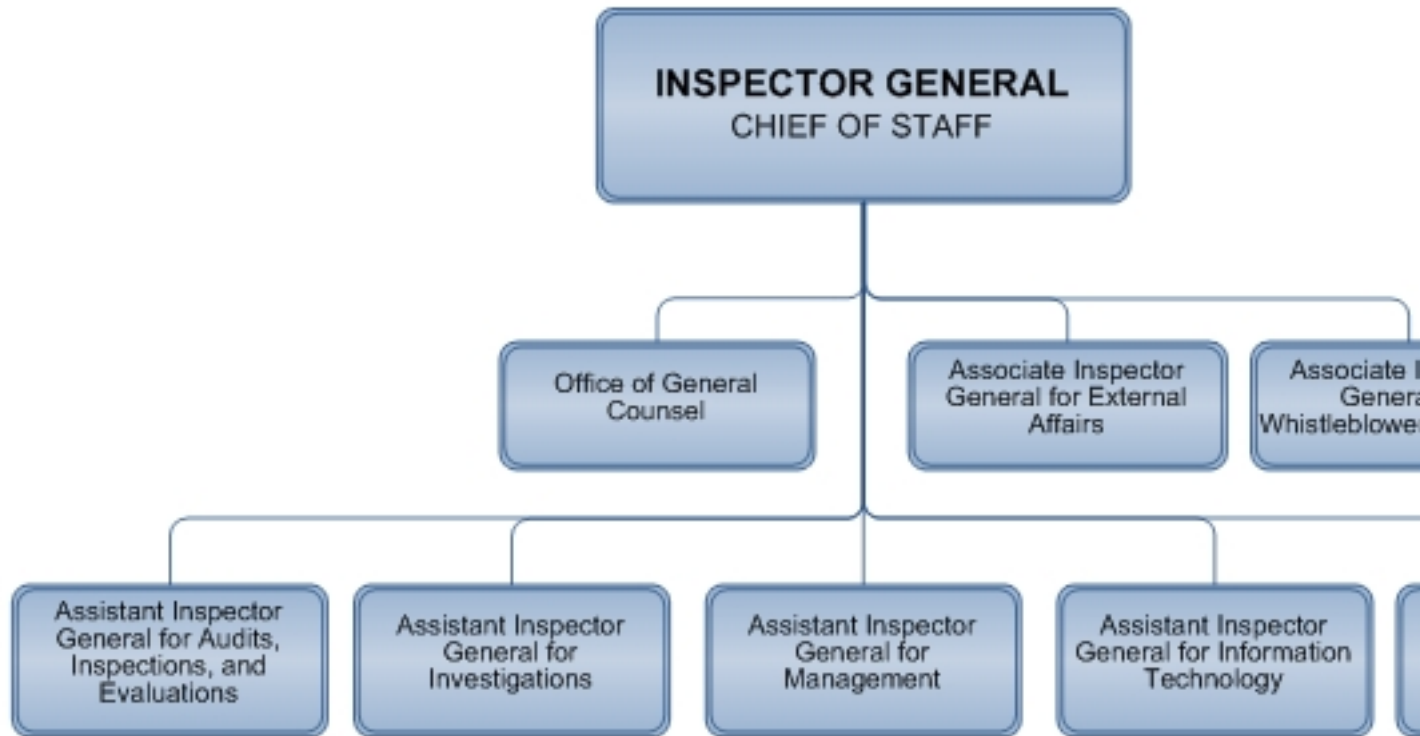 INSPECTOR GENERAL
CHIEF OF STAFF
Office of General
Counsel
Associate Inspector
General for External
Affairs
Associate
Assistant Inspector
General for Audits,
Inspections, and
Evaluations
Assistant Inspector
General for
Investigations
Assistant Inspector
General for
Management
Assistant Inspector
General for Information
Technology